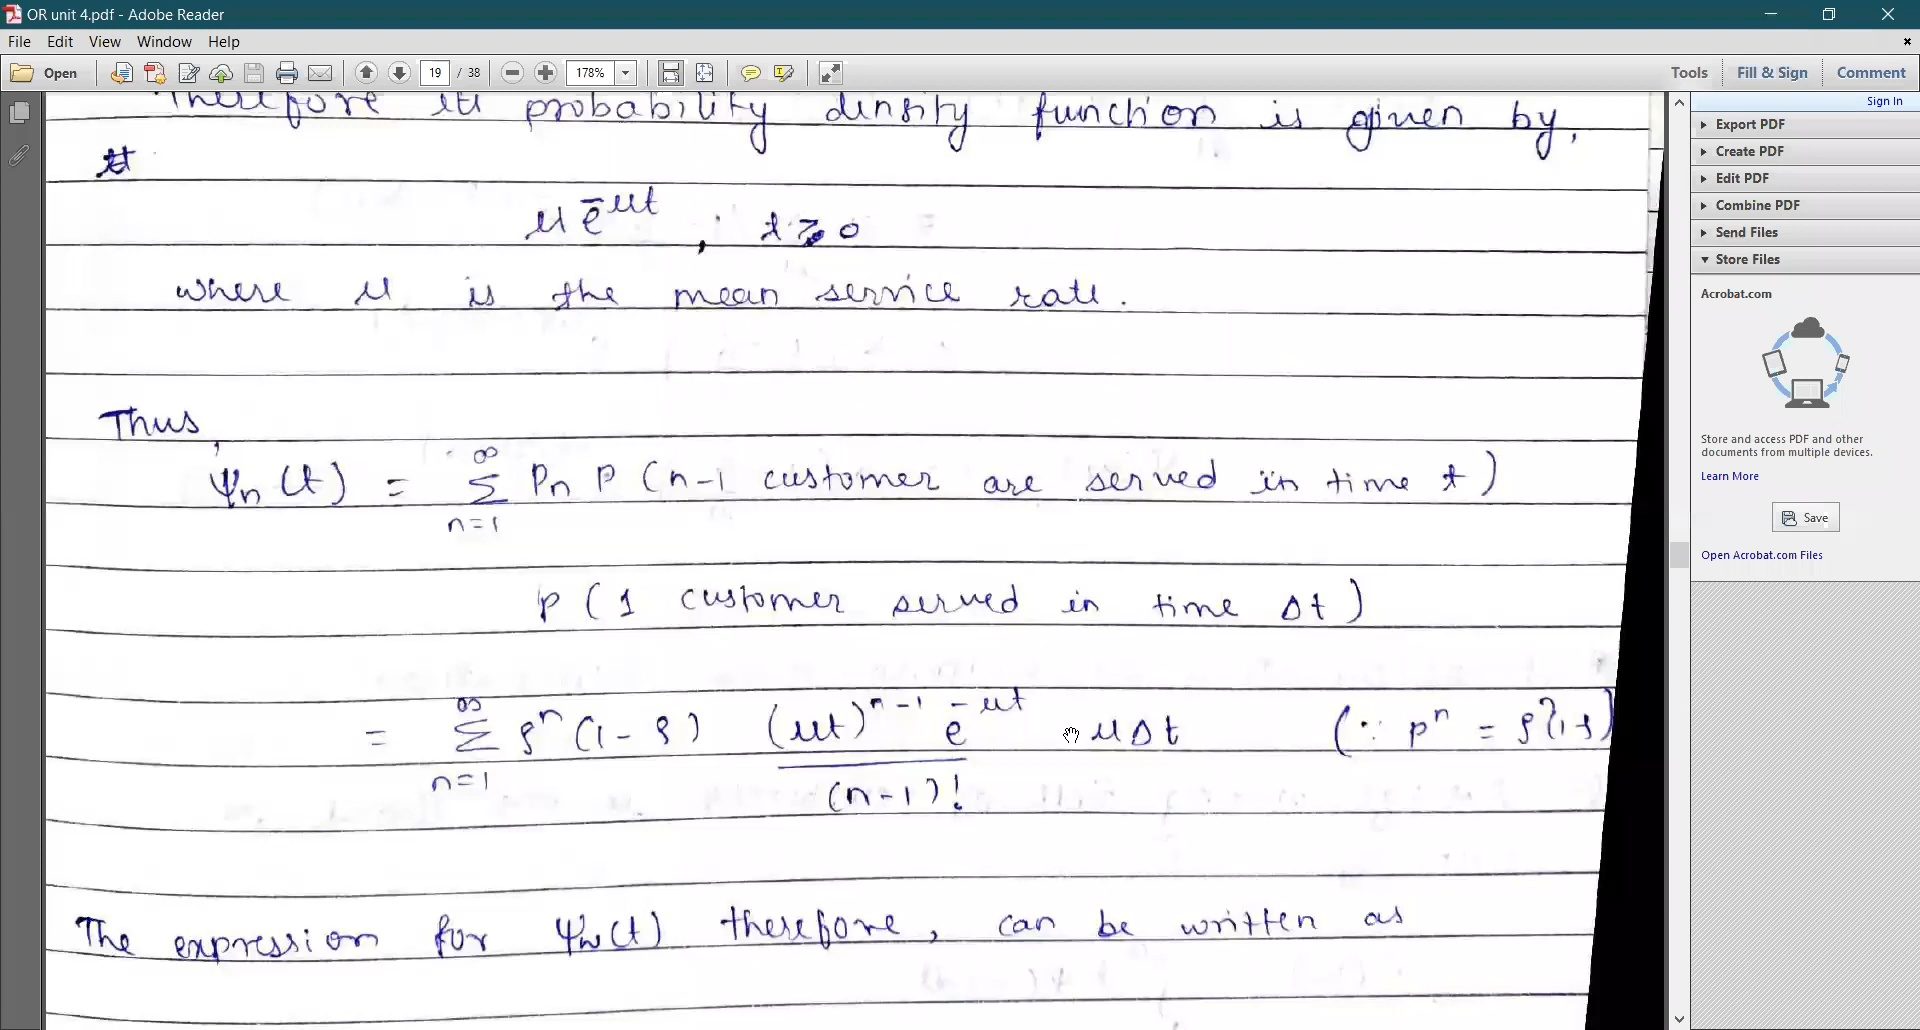 OR unit 4.pdf - Adobe Reader
File Edit View Window Help
Open 19 / 38 178% Tools Fill & Sign Comment
Sign In
Export PDF
Create PDF
Edit PDF
Combine PDF
Send Files
Store Files
Acrobat.com
Store and access PDF and other
documents from multiple devices.
Learn More
Save
Open Acrobat.com Files
Therefore its probability density function is given by,
μ e^-μt , t ≥ 0
where μ is the mean service rate.
Thus,
Ψn (t) = ∞ Σ n=1 Pn P (n-1 customer are served in time t)
P (1 customer served in time Δt)
= ∞ Σ n=1 ρ^n (1-ρ) (μt)^n-1 e^-μt / (n-1)! . μΔt (∵ p^n = ρ^n(1-ρ)
The expression for Ψw(t) therefore, can be written as